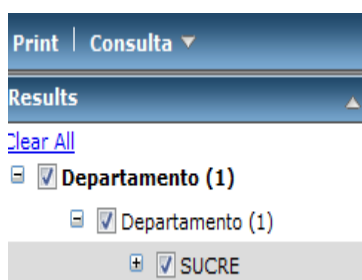 Print Consulta
Results
Clear All
Departamento (1)
Departamento (1)
SUCRE